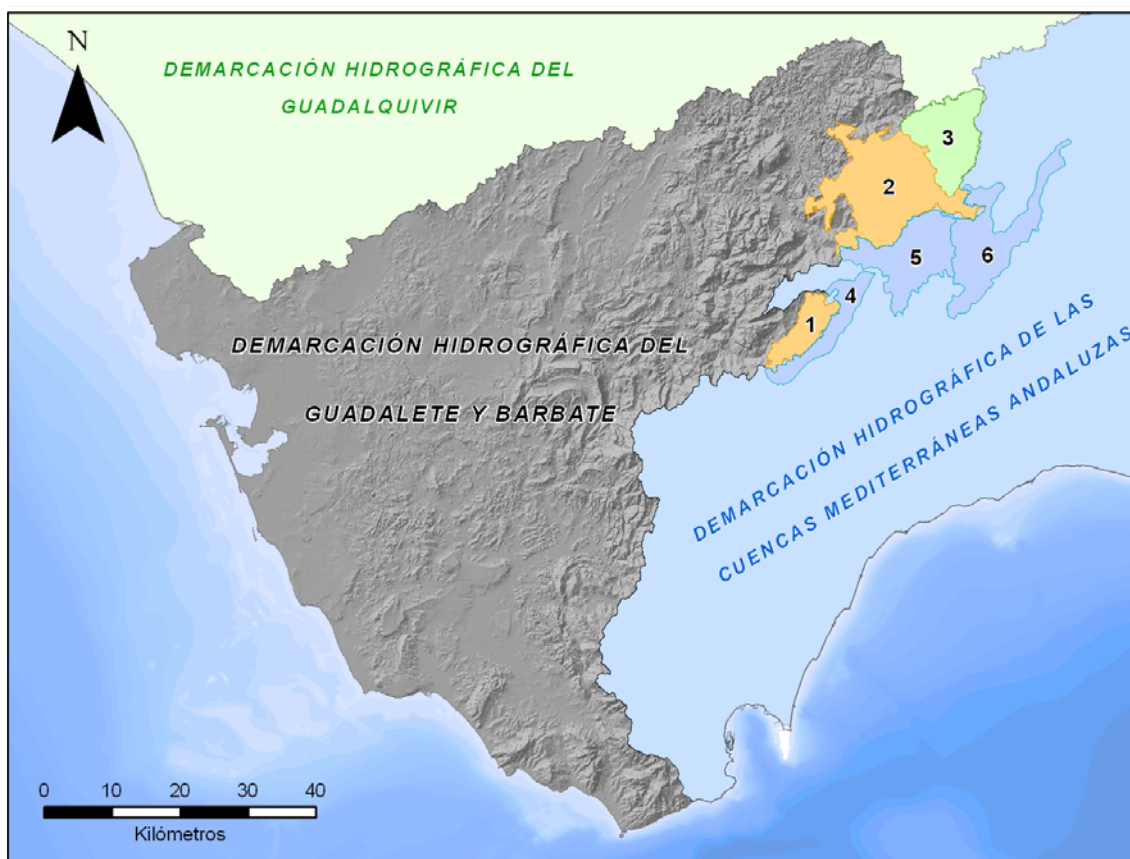 N
DEMARCACIÓN HIDROGRÁFICA DEL
GUADALQUIVIR
3
2
5
6
4
1
DEMARCACIÓN HIDROGRÁFICA DEL
GUADALETE Y BARBATE
DEMARCACIÓN HIDROGRÁFICA DE LAS
CUENCAS MEDITERRÁNEAS ANDALUZAS
0 10 20 30 40
Kilómetros